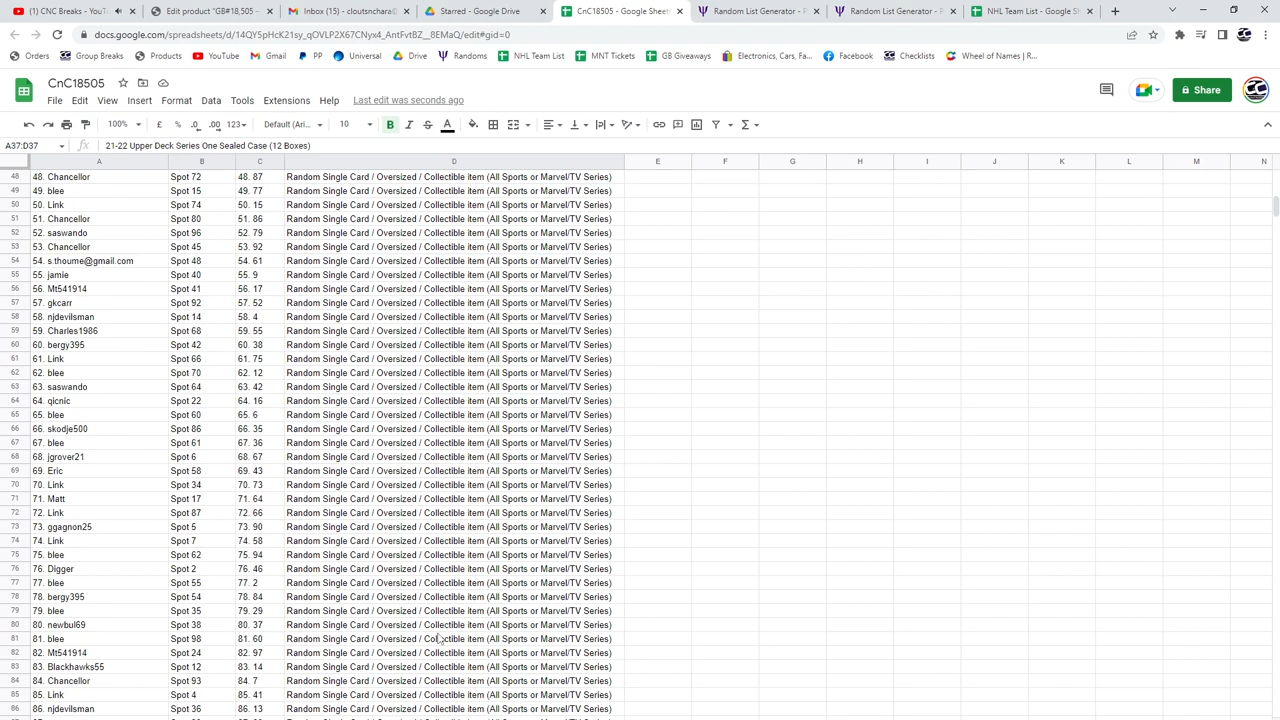 (1) CnC Breaks - YouTu
Edit product "GB#18,505 –
Inbox (15) - cloutsnchara@
Starred - Google Drive
CnC18505 - Google Sheets
Random List Generator - P
Random List Generator - P
NHL Team List - Google Sh
docs.google.com/spreadsheets/d/14QY5pHcK21sy_qOVLP2X67CNyx4_AntFvtBZ__8EMaQ/edit#gid=0
Orders Group Breaks Products YouTube Gmail PP Universal Drive Randoms NHL Team List MNT Tickets GB Giveaways Electronics, Cars, Fa... Facebook Checklists Wheel of Names | R...
CnC18505
File Edit View Insert Format Data Tools Extensions Help Last edit was seconds ago
Share
100% £ % .0 .00 123 Default (Ari... 10 B I S A
A37:D37 fx 21-22 Upper Deck Series One Sealed Case (12 Boxes)
A B C D E F G H I J K L M N
48 48. Chancellor Spot 72 48. 87 Random Single Card / Oversized / Collectible item (All Sports or Marvel/TV Series)
49 49. blee Spot 15 49. 77 Random Single Card / Oversized / Collectible item (All Sports or Marvel/TV Series)
50 50. Link Spot 74 50. 15 Random Single Card / Oversized / Collectible item (All Sports or Marvel/TV Series)
51 51. Chancellor Spot 80 51. 86 Random Single Card / Oversized / Collectible item (All Sports or Marvel/TV Series)
52 52. saswando Spot 96 52. 79 Random Single Card / Oversized / Collectible item (All Sports or Marvel/TV Series)
53 53. Chancellor Spot 45 53. 92 Random Single Card / Oversized / Collectible item (All Sports or Marvel/TV Series)
54 54. s.thoume@gmail.com Spot 48 54. 61 Random Single Card / Oversized / Collectible item (All Sports or Marvel/TV Series)
55 55. jamie Spot 40 55. 9 Random Single Card / Oversized / Collectible item (All Sports or Marvel/TV Series)
56 56. Mt541914 Spot 41 56. 17 Random Single Card / Oversized / Collectible item (All Sports or Marvel/TV Series)
57 57. gkcarr Spot 92 57. 52 Random Single Card / Oversized / Collectible item (All Sports or Marvel/TV Series)
58 58. njdevilsman Spot 14 58. 4 Random Single Card / Oversized / Collectible item (All Sports or Marvel/TV Series)
59 59. Charles1986 Spot 68 59. 55 Random Single Card / Oversized / Collectible item (All Sports or Marvel/TV Series)
60 60. bergy395 Spot 42 60. 38 Random Single Card / Oversized / Collectible item (All Sports or Marvel/TV Series)
61 61. Link Spot 66 61. 75 Random Single Card / Oversized / Collectible item (All Sports or Marvel/TV Series)
62 62. blee Spot 70 62. 12 Random Single Card / Oversized / Collectible item (All Sports or Marvel/TV Series)
63 63. saswando Spot 64 63. 42 Random Single Card / Oversized / Collectible item (All Sports or Marvel/TV Series)
64 64. qicnic Spot 22 64. 16 Random Single Card / Oversized / Collectible item (All Sports or Marvel/TV Series)
65 65. blee Spot 60 65. 6 Random Single Card / Oversized / Collectible item (All Sports or Marvel/TV Series)
66 66. skodje500 Spot 86 66. 35 Random Single Card / Oversized / Collectible item (All Sports or Marvel/TV Series)
67 67. blee Spot 61 67. 36 Random Single Card / Oversized / Collectible item (All Sports or Marvel/TV Series)
68 68. jgrover21 Spot 6 68. 67 Random Single Card / Oversized / Collectible item (All Sports or Marvel/TV Series)
69 69. Eric Spot 58 69. 43 Random Single Card / Oversized / Collectible item (All Sports or Marvel/TV Series)
70 70. Link Spot 34 70. 73 Random Single Card / Oversized / Collectible item (All Sports or Marvel/TV Series)
71 71. Matt Spot 17 71. 64 Random Single Card / Oversized / Collectible item (All Sports or Marvel/TV Series)
72 72. Link Spot 87 72. 66 Random Single Card / Oversized / Collectible item (All Sports or Marvel/TV Series)
73 73. ggagnon25 Spot 5 73. 90 Random Single Card / Oversized / Collectible item (All Sports or Marvel/TV Series)
74 74. Link Spot 7 74. 58 Random Single Card / Oversized / Collectible item (All Sports or Marvel/TV Series)
75 75. blee Spot 62 75. 94 Random Single Card / Oversized / Collectible item (All Sports or Marvel/TV Series)
76 76. Digger Spot 2 76. 46 Random Single Card / Oversized / Collectible item (All Sports or Marvel/TV Series)
77 77. blee Spot 55 77. 2 Random Single Card / Oversized / Collectible item (All Sports or Marvel/TV Series)
78 78. bergy395 Spot 54 78. 84 Random Single Card / Oversized / Collectible item (All Sports or Marvel/TV Series)
79 79. blee Spot 35 79. 29 Random Single Card / Oversized / Collectible item (All Sports or Marvel/TV Series)
80 80. newbul69 Spot 38 80. 37 Random Single Card / Oversized / Collectible item (All Sports or Marvel/TV Series)
81 81. blee Spot 98 81. 60 Random Single Card / Oversized / Collectible item (All Sports or Marvel/TV Series)
82 82. Mt541914 Spot 24 82. 97 Random Single Card / Oversized / Collectible item (All Sports or Marvel/TV Series)
83 83. Blackhawks55 Spot 12 83. 14 Random Single Card / Oversized / Collectible item (All Sports or Marvel/TV Series)
84 84. Chancellor Spot 93 84. 7 Random Single Card / Oversized / Collectible item (All Sports or Marvel/TV Series)
85 85. Link Spot 4 85. 41 Random Single Card / Oversized / Collectible item (All Sports or Marvel/TV Series)
86 86. njdevilsman Spot 36 86. 13 Random Single Card / Oversized / Collectible item (All Sports or Marvel/TV Series)